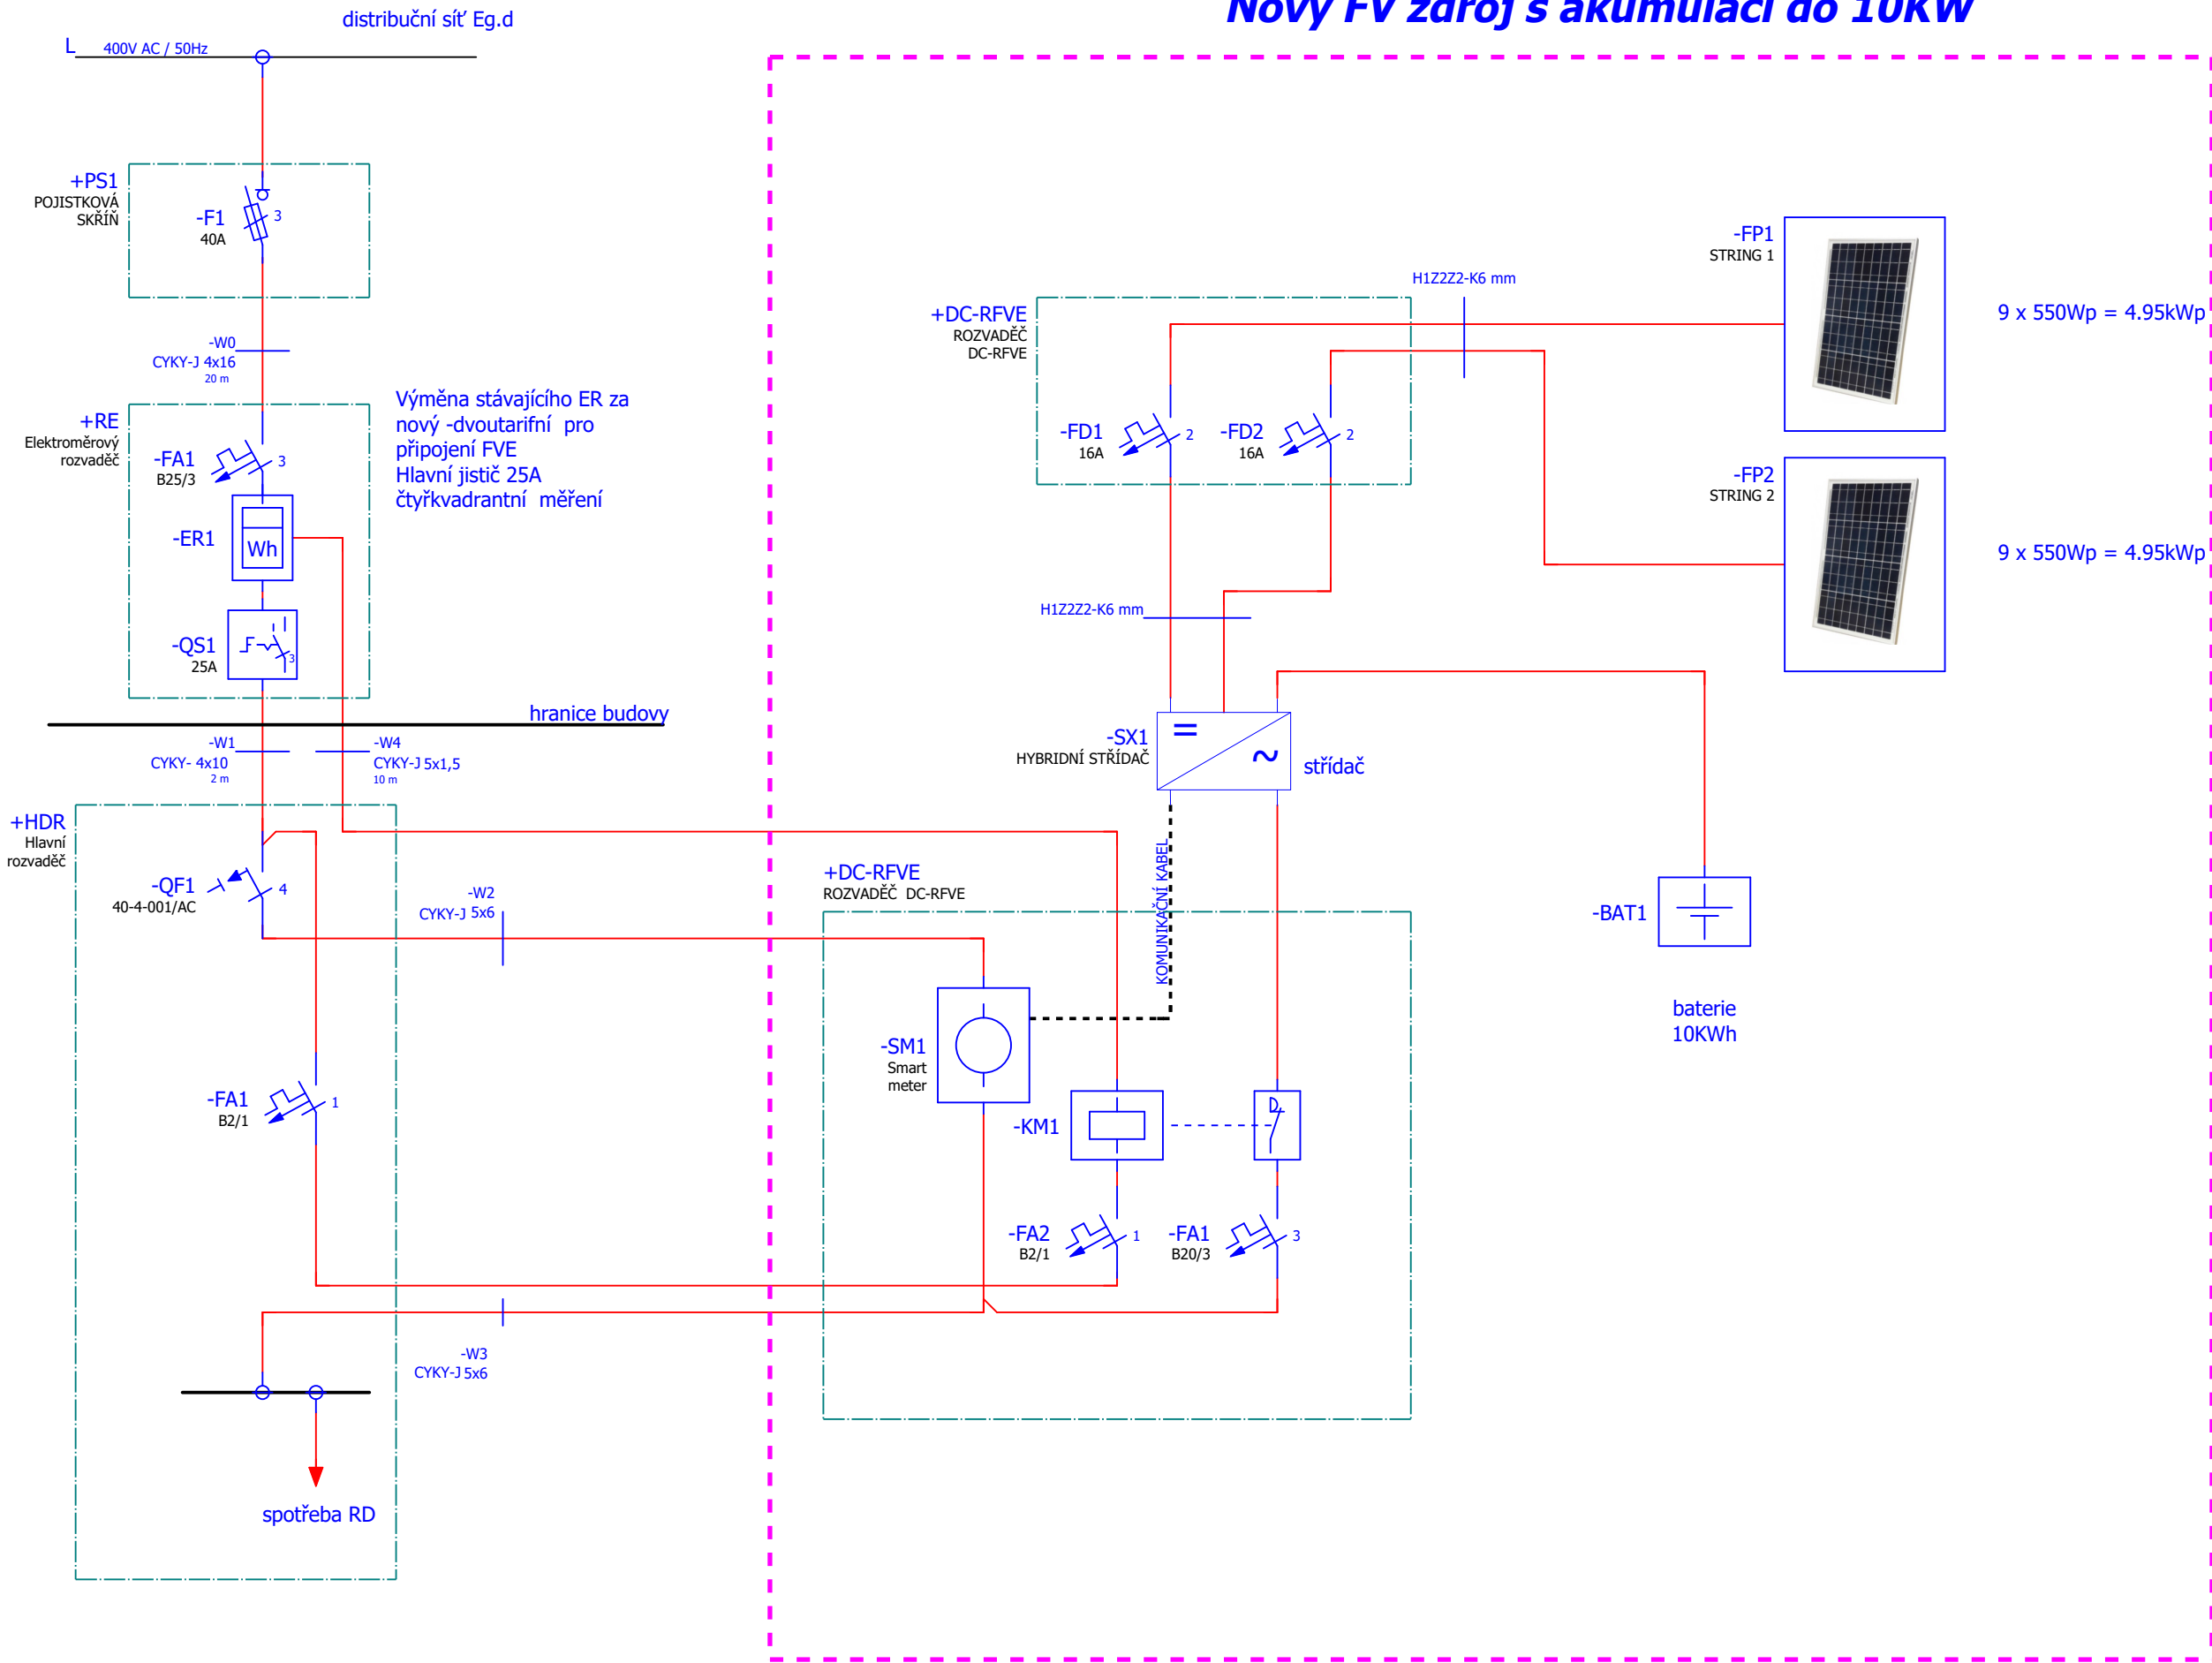 distribuční síť Eg.d
Nový FV zdroj s akumulací do 10KW
L
400V AC / 50Hz
+PS1
POJISTKOVÁ
SKŘÍŇ
-F1
40A
3
-W0
CYKY-J 4x16
20 m
+RE
Elektroměrový
rozvaděč
-FA1
B25/3
3
-ER1
Wh
-QS1
25A
3
Výměna stávajícího ER za
nový -dvoutarifní pro
připojení FVE
Hlavní jistič 25A
čtyřkvadrantní měření
hranice budovy
-W1
CYKY- 4x10
2 m
-W4
CYKY-J 5x1,5
10 m
+HDR
Hlavní
rozvaděč
-QF1
40-4-001/AC
4
-W2
CYKY-J 5x6
-FA1
B2/1
1
-W3
CYKY-J 5x6
spotřeba RD
+DC-RFVE
ROZVADĚČ
DC-RFVE
-FD1
16A
2
-FD2
16A
2
H1Z2Z2-K6 mm
-FP1
STRING 1
9 x 550Wp = 4.95kWp
-FP2
STRING 2
9 x 550Wp = 4.95kWp
H1Z2Z2-K6 mm
-SX1
HYBRIDNÍ STŘÍDAČ
= ~
střídač
KOMUNIKAČNÍ KABEL
+DC-RFVE
ROZVADĚČ DC-RFVE
-BAT1
baterie
10KWh
-SM1
Smart
meter
-KM1
-FA2
B2/1
1
-FA1
B20/3
3